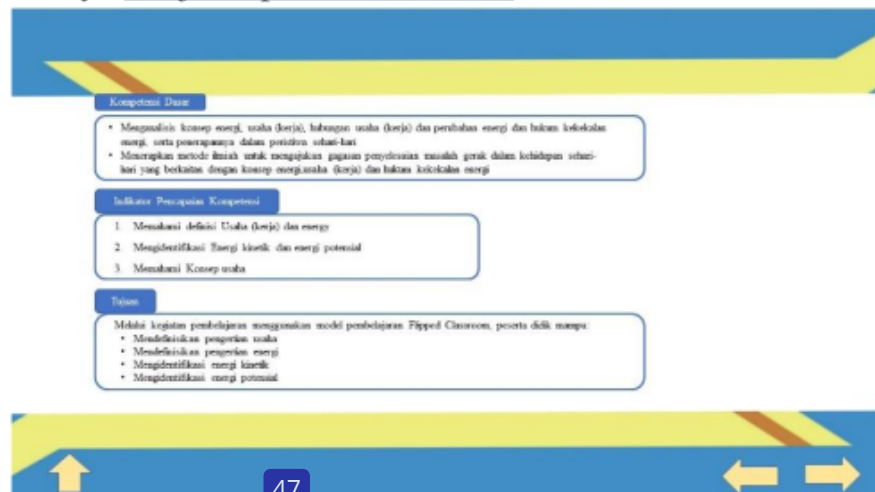 Kompetensi Dasar
• Menganalisis konsep energi, usaha (kerja), hubungan usaha (kerja) dan perubahan energi dan hukum kekekalan
energi, serta penerapannya dalam peristiwa sehari-hari
• Menerapkan metode ilmiah untuk mengajukan gagasan penyelesaian masalah gerak dalam kehidupan sehari-
hari yang berkaitan dengan konsep energi,usaha (kerja) dan hukum kekekalan energi
Indikator Pencapaian Kompetensi
1. Memahami definisi Usaha (kerja) dan energy
2. Mengidentifikasi Energi kinetik dan energi potensial
3. Memahami Konsep usaha
Tujuan
Melalui kegiatan pembelajaran menggunakan model pembelajaran Flipped Classroom, peserta didik mampu:
• Mendefinisikan pengertian usaha
• Mendefinisikan pengertian energi
• Mengidentifikasi energi kinetik
• Mengidentifikasi energi potensial
47